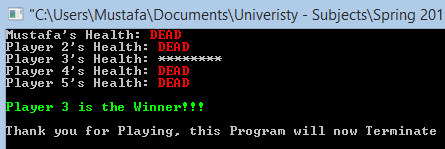 "C:\Users\Mustafa\Documents\Univeristy - Subjects\Spring 201
Mustafa's Health: DEAD
Player 2's Health: DEAD
Player 3's Health: ********
Player 4's Health: DEAD
Player 5's Health: DEAD
Player 3 is the Winner!!!
Thank you for Playing, this Program will now Terminate